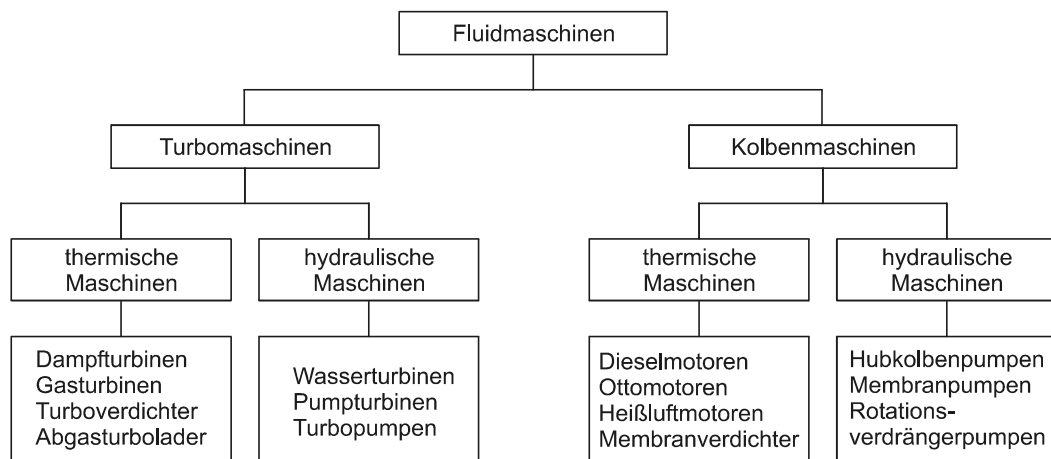 Fluidmaschinen
Turbomaschinen
Kolbenmaschinen
thermische
Maschinen
hydraulische
Maschinen
thermische
Maschinen
hydraulische
Maschinen
Dampfturbinen
Gasturbinen
Turboverdichter
Abgasturbolader
Wasserturbinen
Pumpturbinen
Turbopumpen
Dieselmotoren
Ottomotoren
Heißluftmotoren
Membranverdichter
Hubkolbenpumpen
Membranpumpen
Rotations-
verdrängerpumpen